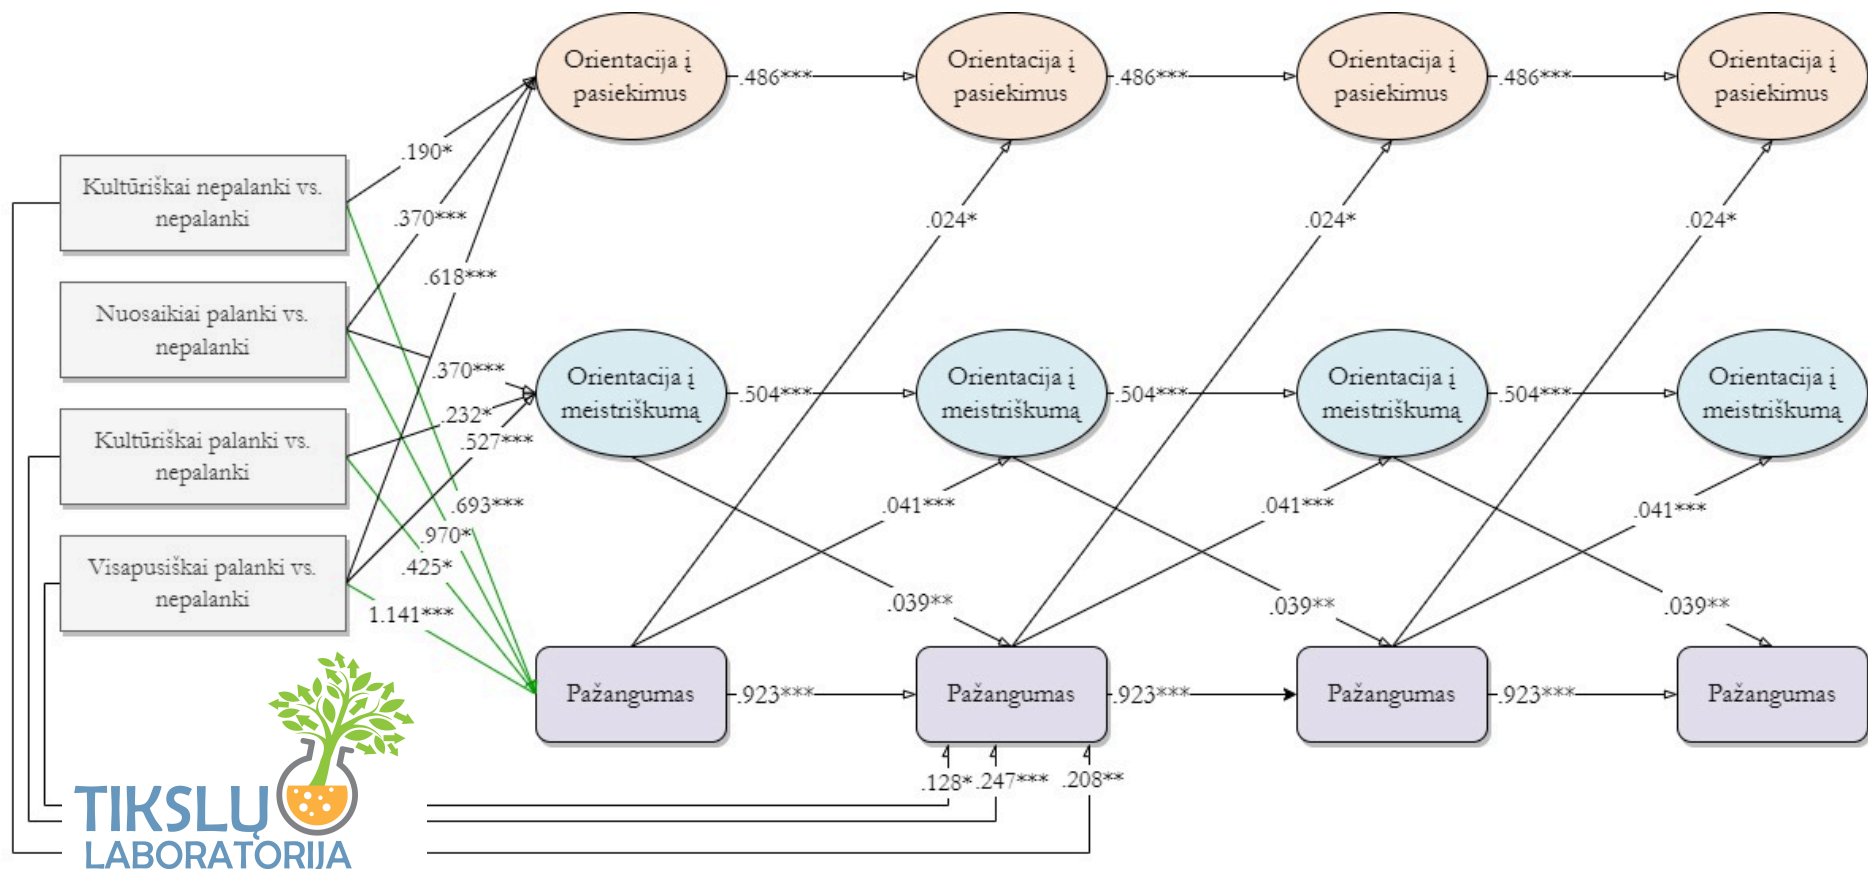 Orientacija į
pasiekimus
.486***
Orientacija į
pasiekimus
.486***
Orientacija į
pasiekimus
.486***
Orientacija į
pasiekimus
.190*
Kultūriškai nepalanki vs.
nepalanki
.370***
.024*
.024*
.024*
.618***
Nuosaikiai palanki vs.
nepalanki
.370***
Orientacija į
meistriškumą
.504***
Orientacija į
meistriškumą
.504***
Orientacija į
meistriškumą
.504***
Orientacija į
meistriškumą
.232*
.527***
Kultūriškai palanki vs.
nepalanki
.693***
.041***
.041***
.041***
.970*
.425*
Visapusiškai palanki vs.
nepalanki
1.141***
.039**
.039**
.039**
Pažangumas
.923***
Pažangumas
.923***
Pažangumas
.923***
Pažangumas
.128*
.247***
.208**
TIKSLŲ
LABORATORIJA